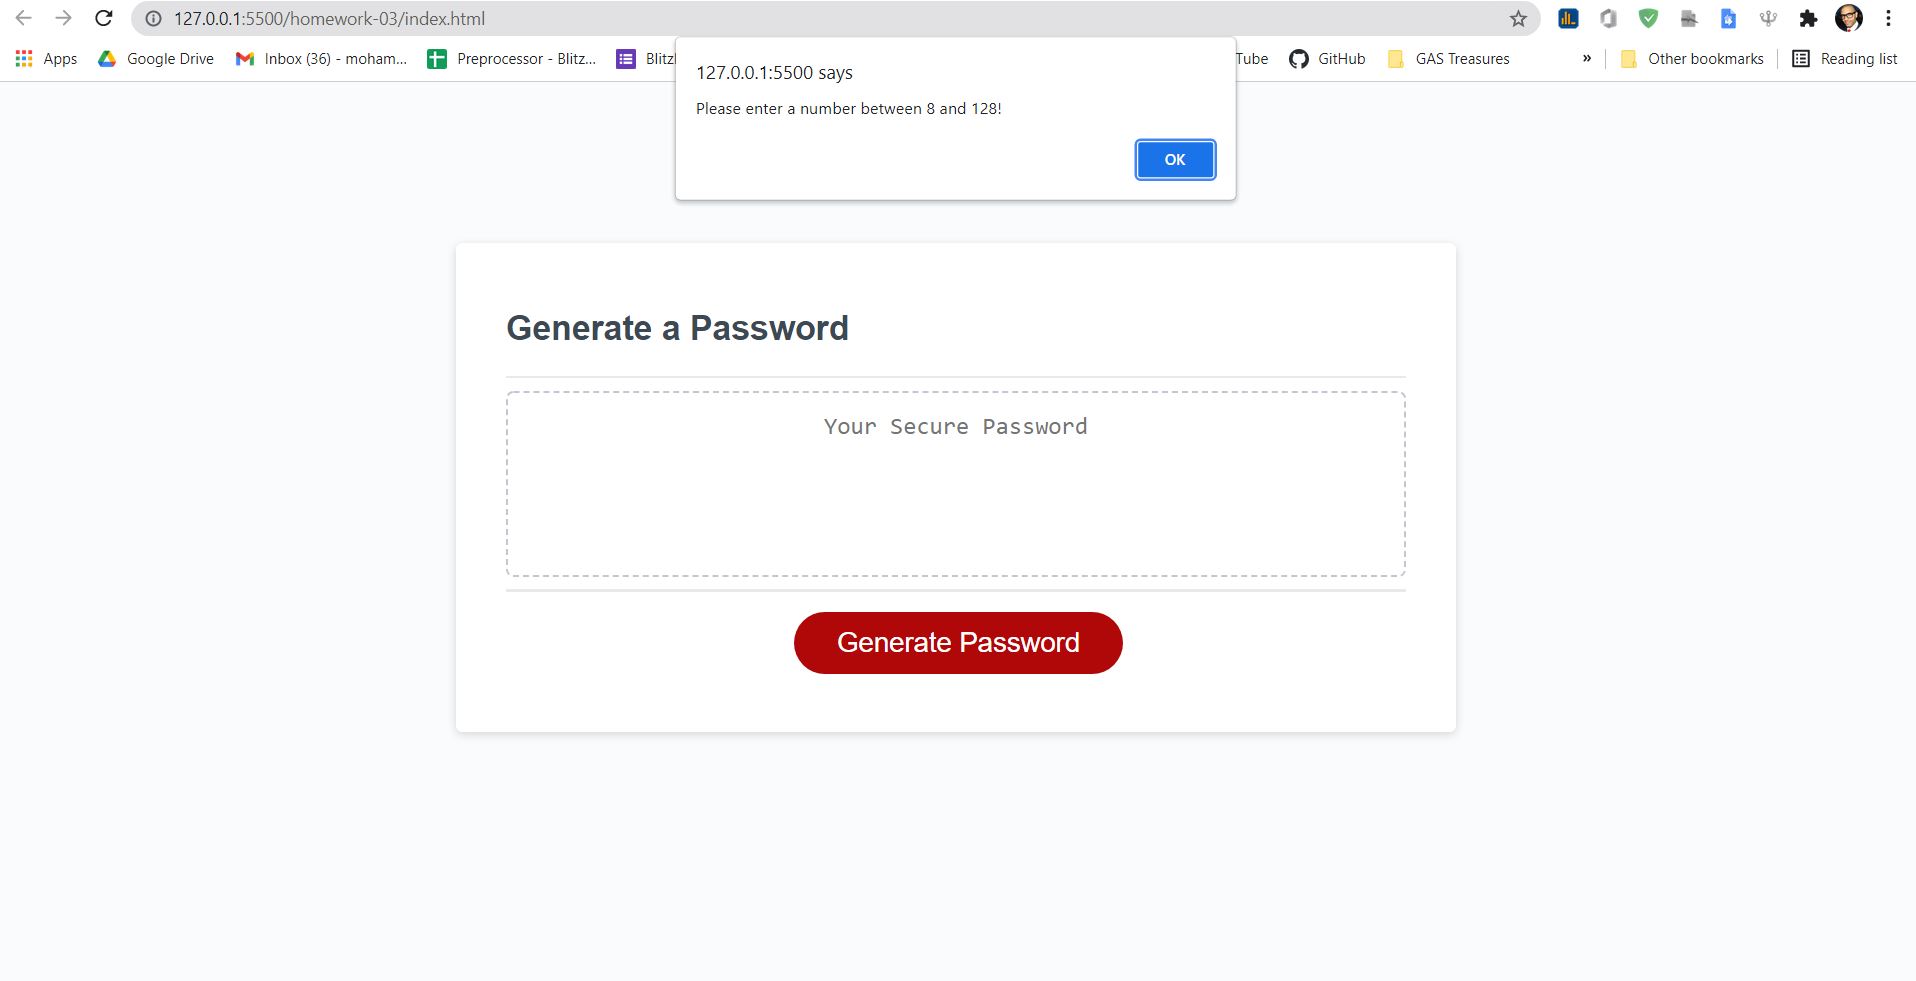 127.0.0.1:5500/homework-03/index.html
Apps Google Drive Inbox (36) - moham... Preprocessor - Blitz... Blitz Tube GitHub GAS Treasures » Other bookmarks Reading list
127.0.0.1:5500 says
Please enter a number between 8 and 128!
OK
Generate a Password
Your Secure Password
Generate Password